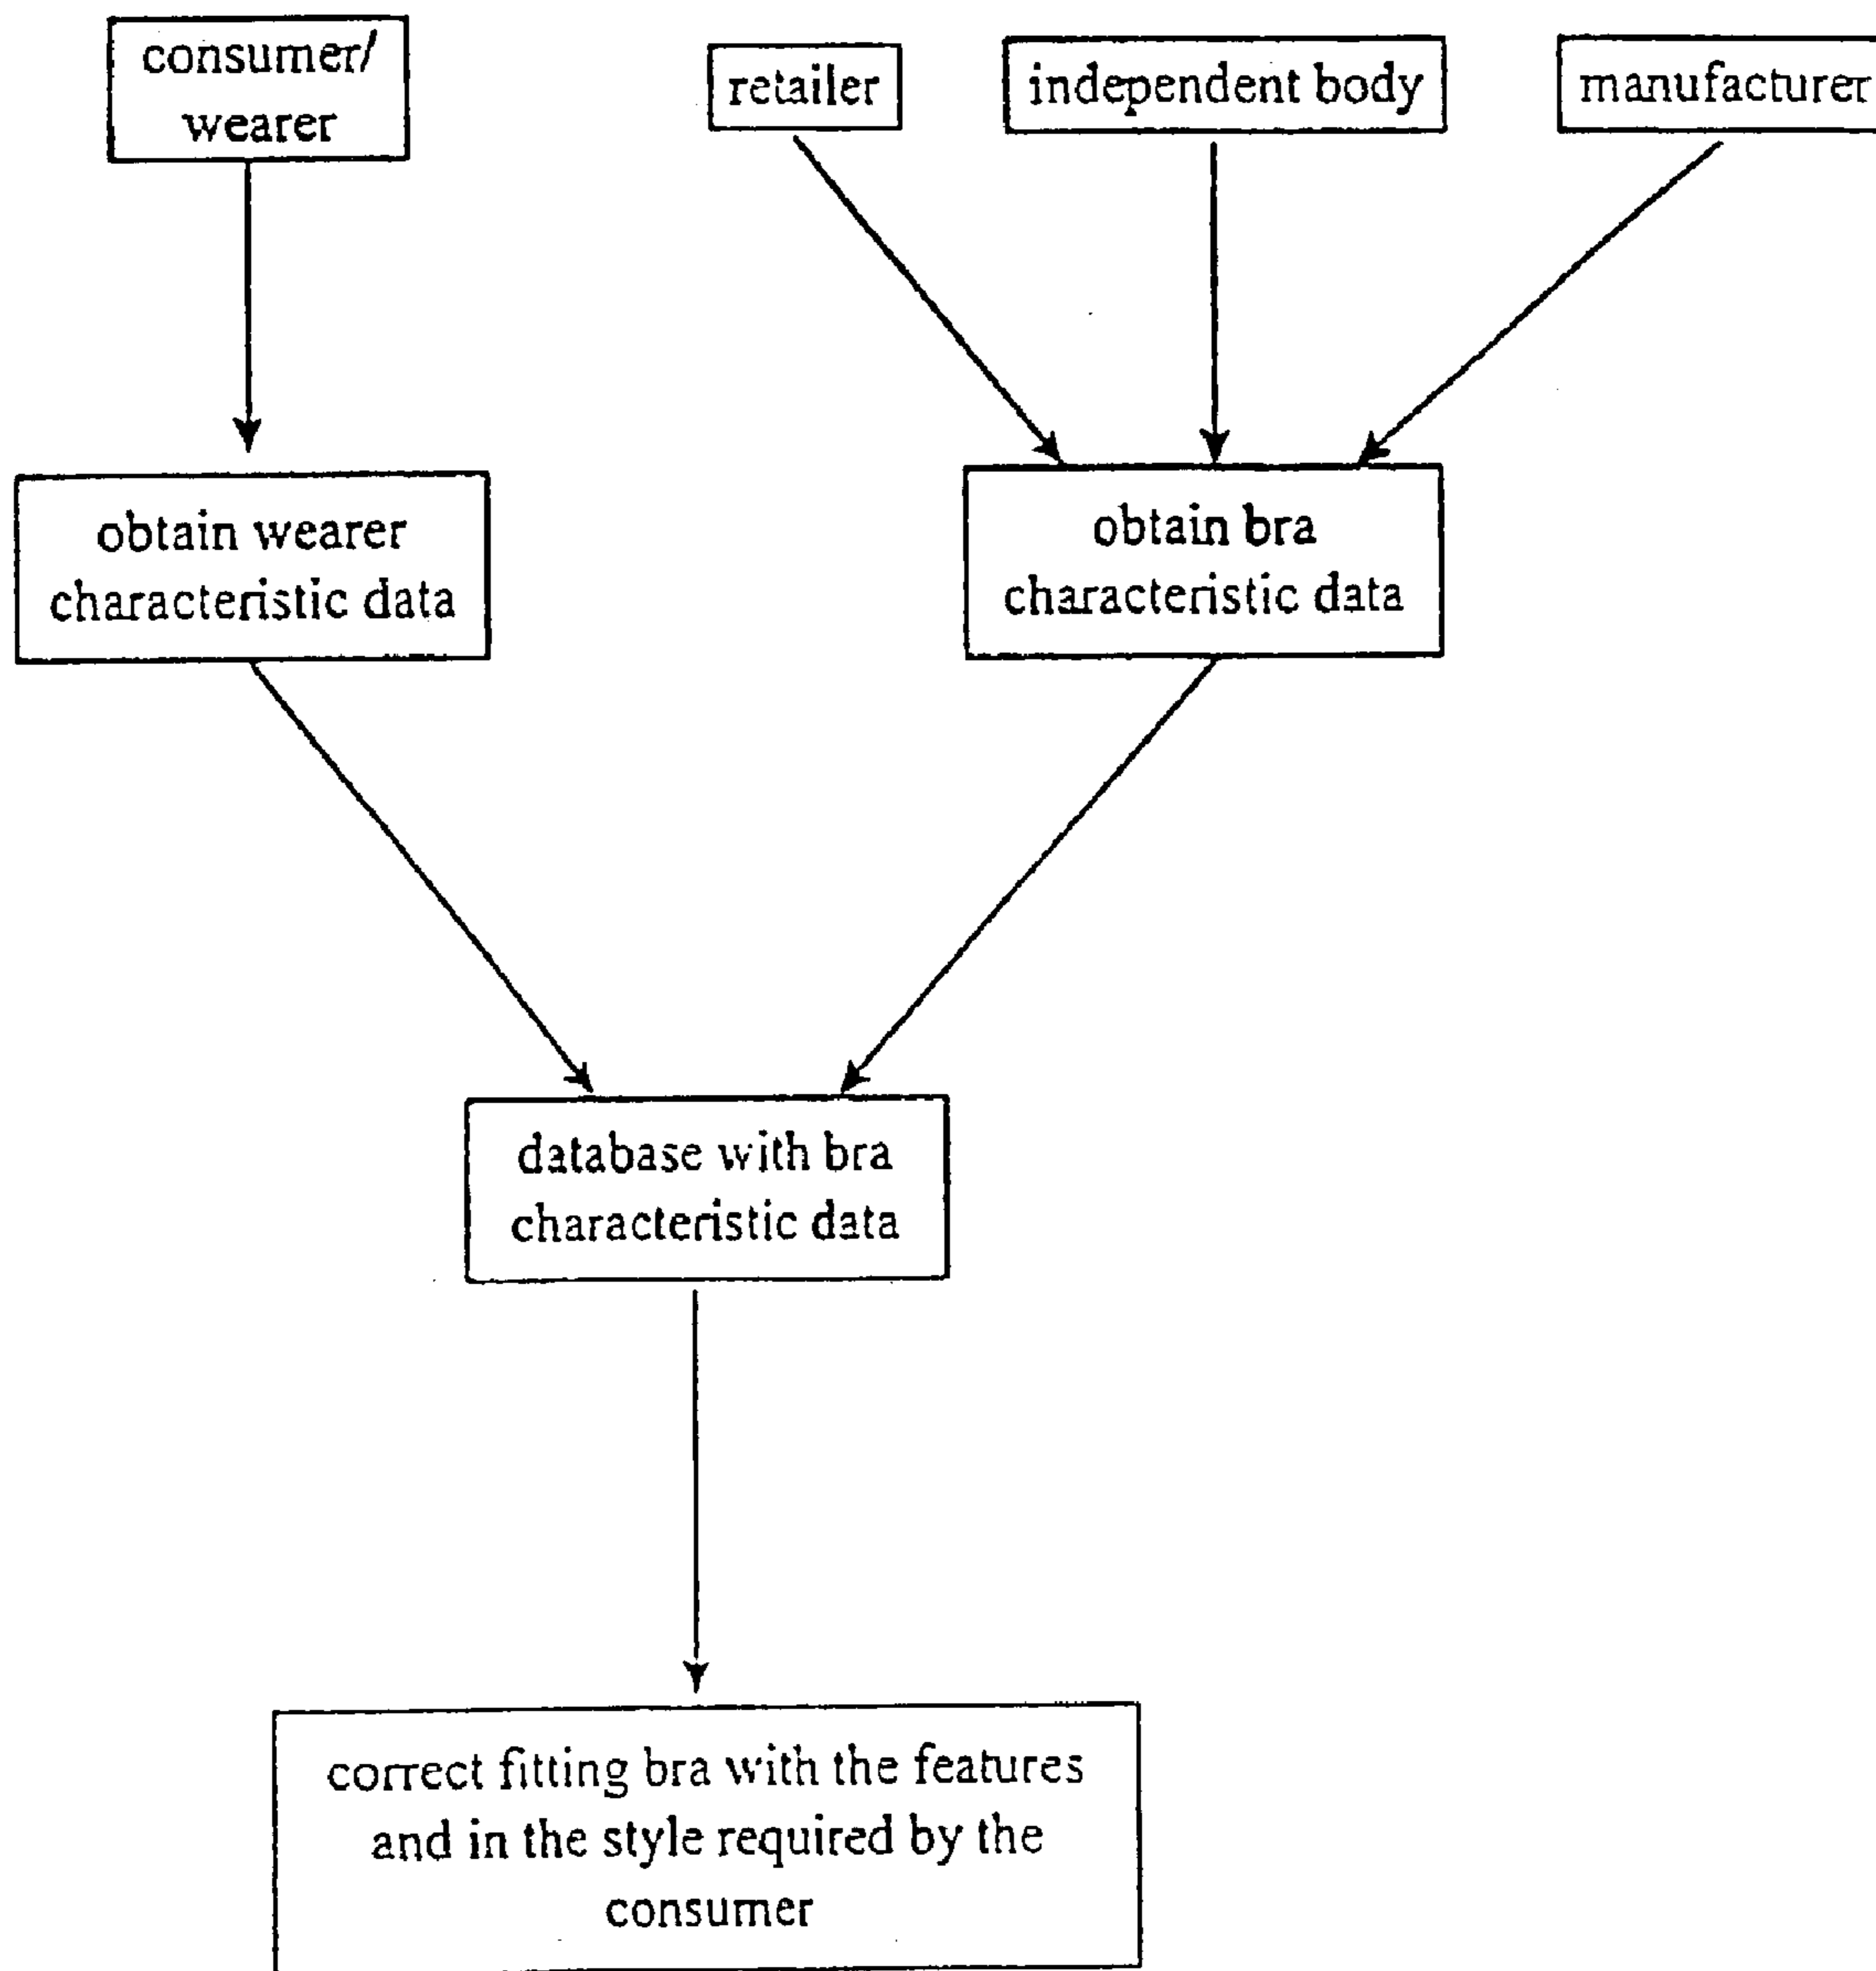 consumer/
wearer
retailer
independent body
manufacturer
obtain wearer
characteristic data
obtain bra
characteristic data
database with bra
characteristic data
correct fitting bra with the features
and in the style required by the
consumer